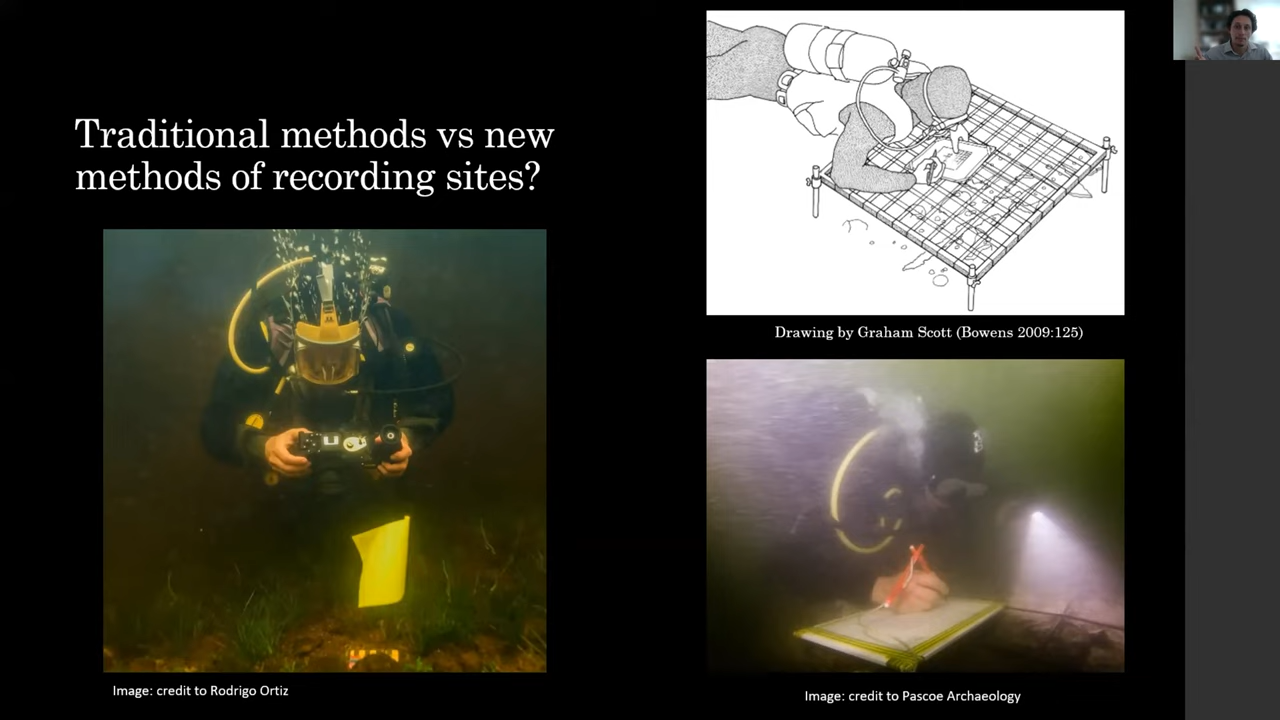 Traditional methods vs new
methods of recording sites?
Drawing by Graham Scott (Bowens 2009:125)
Image: credit to Rodrigo Ortiz
Image: credit to Pascoe Archaeology